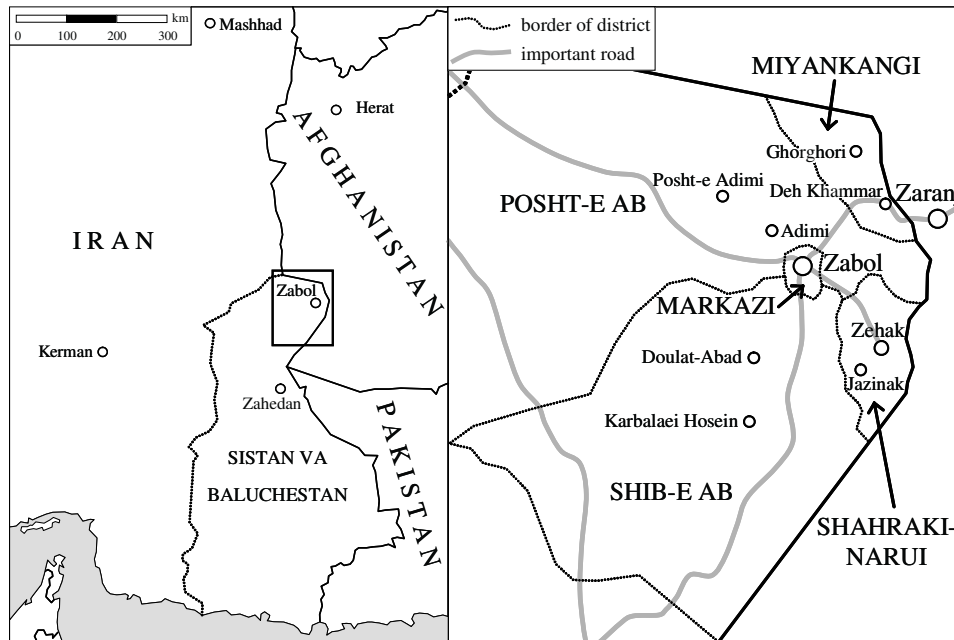 km
0 100 200 300
Mashhad
Herat
AFGHANISTAN
IRAN
Zabol
Kerman
Zahedan
PAKISTAN
SISTAN VA
BALUCHESTAN
border of district
important road
MIYANKANGI
Ghorghori
Posht-e Adimi
Deh Khammar
Zaran
POSHT-E AB
Adimi
Zabol
MARKAZI
Zehak
Doulat-Abad
Jazinak
Karbalaei Hosein
SHIB-E AB
SHAHRAKI-
NARUI